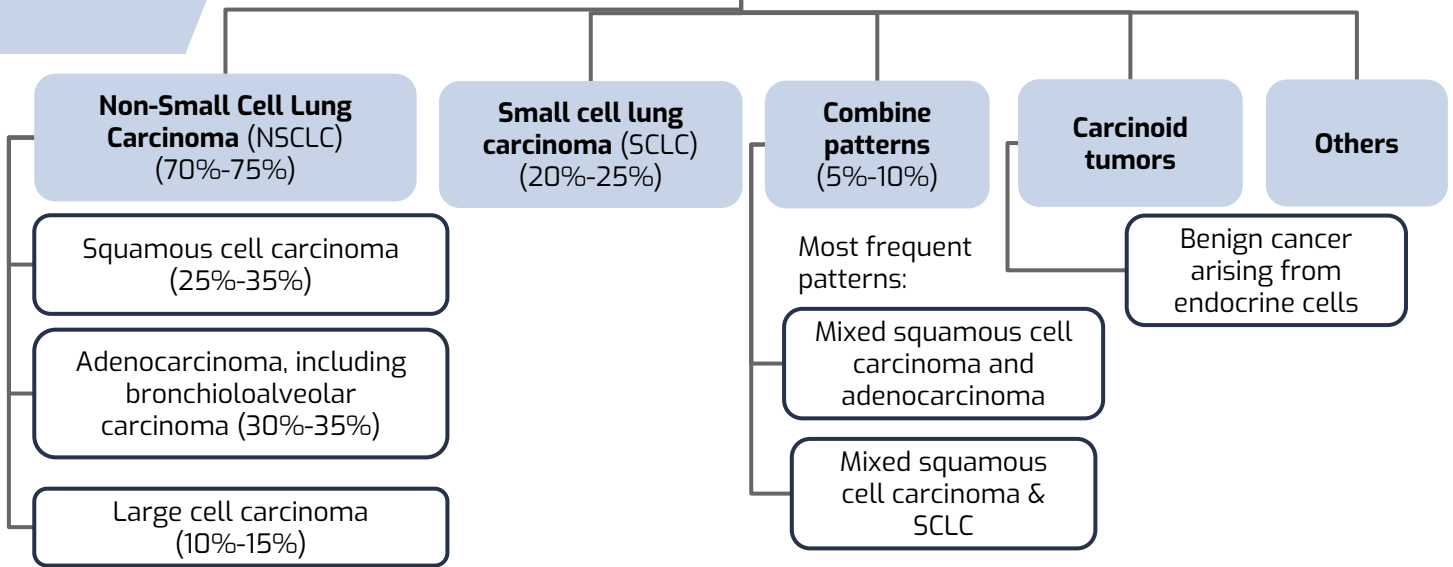 Non-Small Cell Lung
Carcinoma (NSCLC)
(70%-75%)
Squamous cell carcinoma
(25%-35%)
Adenocarcinoma, including
bronchioloalveolar
carcinoma (30%-35%)
Large cell carcinoma
(10%-15%)
Small cell lung
carcinoma (SCLC)
(20%-25%)
Combine
patterns
(5%-10%)
Most frequent
patterns:
Mixed squamous cell
carcinoma and
adenocarcinoma
Mixed squamous
cell carcinoma &
SCLC
Carcinoid
tumors
Benign cancer
arising from
endocrine cells
Others